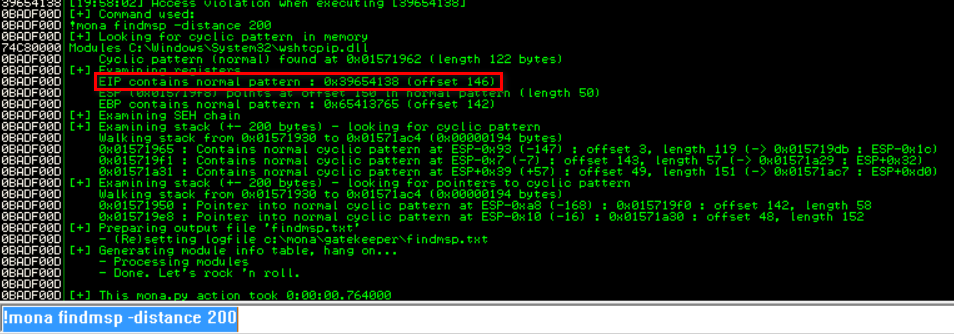 39654138 [19:58:02] Access violation when executing [39654138]
0BADF00D [+] Command used:
0BADF00D !mona findmsp -distance 200
0BADF00D [+] Looking for cyclic pattern in memory
74C80000 Modules C:\Windows\System32\wshtcpip.dll
0BADF00D Cyclic pattern (normal) found at 0x01571962 (length 122 bytes)
0BADF00D [+] Examining registers
0BADF00D EIP contains normal pattern : 0x39654138 (offset 146)
0BADF00D ESP (0x015719f8) points at offset 150 in normal pattern (length 50)
0BADF00D EBP contains normal pattern : 0x65413765 (offset 142)
0BADF00D [+] Examining SEH chain
0BADF00D [+] Examining stack (+- 200 bytes) - looking for cyclic pattern
0BADF00D Walking stack from 0x01571930 to 0x01571ac4 (0x00000194 bytes)
0BADF00D 0x01571965 : Contains normal cyclic pattern at ESP-0x93 (-147) : offset 3, length 119 (-> 0x015719db : ESP-0x1c)
0BADF00D 0x015719f1 : Contains normal cyclic pattern at ESP-0x7 (-7) : offset 143, length 57 (-> 0x01571a29 : ESP+0x32)
0BADF00D 0x01571a31 : Contains normal cyclic pattern at ESP+0x39 (+57) : offset 49, length 151 (-> 0x01571ac7 : ESP+0xd0)
0BADF00D [+] Examining stack (+- 200 bytes) - looking for pointers to cyclic pattern
0BADF00D Walking stack from 0x01571930 to 0x01571ac4 (0x00000194 bytes)
0BADF00D 0x01571950 : Pointer into normal cyclic pattern at ESP-0xa8 (-168) : 0x015719f0 : offset 142, length 58
0BADF00D 0x015719e8 : Pointer into normal cyclic pattern at ESP-0x10 (-16) : 0x01571a30 : offset 48, length 152
0BADF00D [+] Preparing output file 'findmsp.txt'
0BADF00D - (Re)setting logfile c:\mona\gatekeeper\findmsp.txt
0BADF00D [+] Generating module info table, hang on...
0BADF00D - Processing modules
0BADF00D - Done. Let's rock 'n roll.
0BADF00D
0BADF00D [+] This mona.py action took 0:00:00.764000
!mona findmsp -distance 200